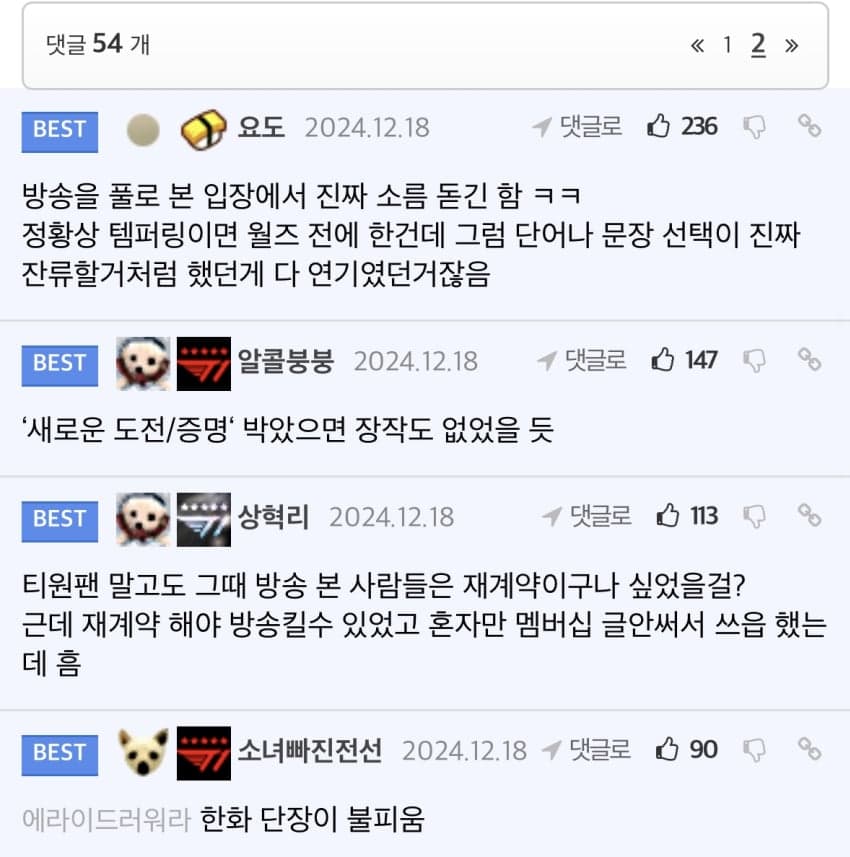 댓글 54 개 « 1 2 »
BEST 요도 2024.12.18 댓글로 236
방송을 풀로 본 입장에서 진짜 소름 돋긴 함 ㅋㅋ
정황상 템퍼링이면 월즈 전에 한건데 그럼 단어나 문장 선택이 진짜
잔류할거처럼 했던게 다 연기였던거잖음
BEST 알콜붕붕 2024.12.18 댓글로 147
‘새로운 도전/증명‘ 박았으면 장작도 없었을 듯
BEST 상혁리 2024.12.18 댓글로 113
티원팬 말고도 그때 방송 본 사람들은 재계약이구나 싶었을걸?
근데 재계약 해야 방송킬수 있었고 혼자만 멤버십 글안써서 쓰읍 했는
데 흠
BEST 소녀빠진전선 2024.12.18 댓글로 90
에라이드러워라 한화 단장이 불피움